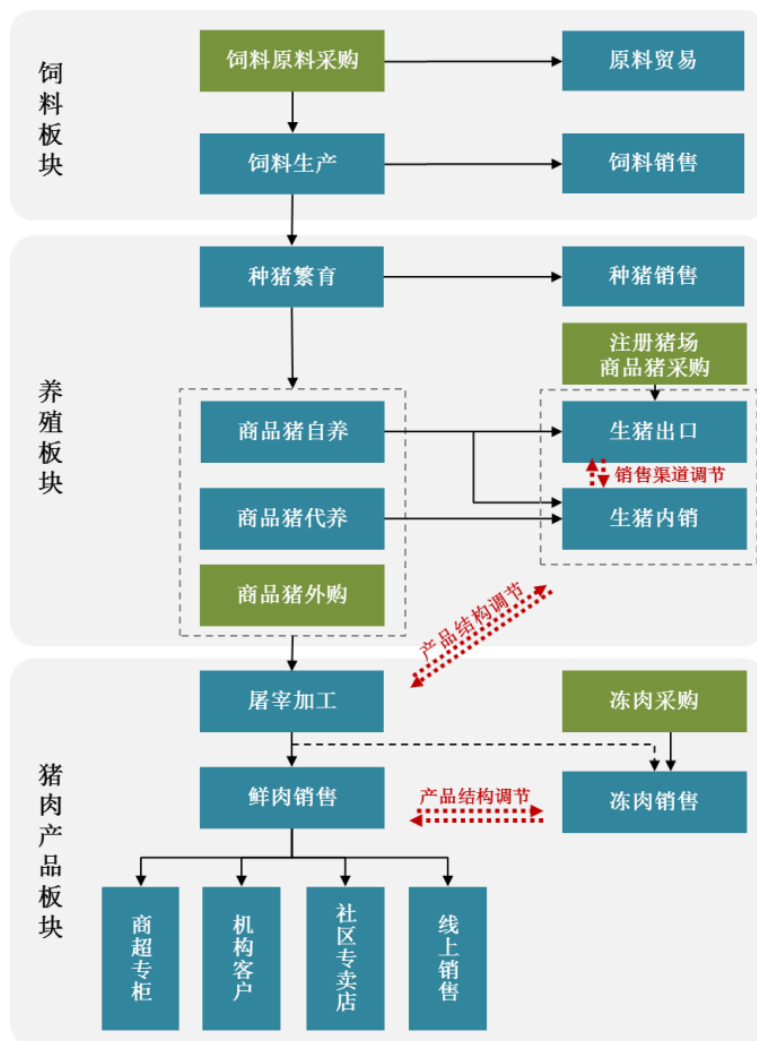 饲料板块
饲料原料采购
原料贸易
饲料生产
饲料销售
养殖板块
种猪繁育
种猪销售
注册猪场
商品猪采购
商品猪自养
生猪出口
销售渠道调节
商品猪代养
生猪内销
商品猪外购
产品结构调节
猪肉产品板块
屠宰加工
冻肉采购
鲜肉销售
产品结构调节
冻肉销售
商超专柜
机构客户
社区专卖店
线上销售